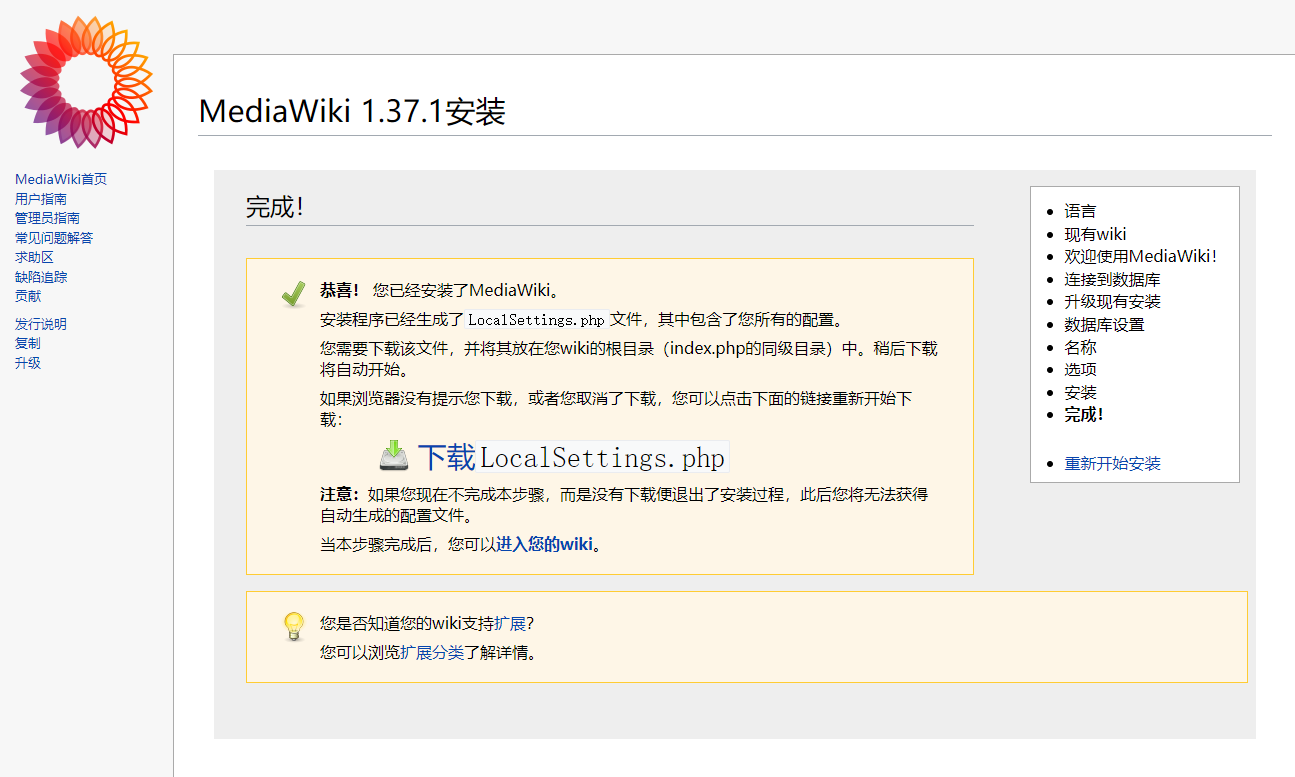 MediaWiki首页
用户指南
管理员指南
常见问题解答
求助区
缺陷追踪
贡献
发行说明
复制
升级
MediaWiki 1.37.1安装
完成！
恭喜！ 您已经安装了MediaWiki。
安装程序已经生成了LocalSettings.php文件，其中包含了您所有的配置。
您需要下载该文件，并将其放在您wiki的根目录（index.php的同级目录）中。稍后下载
将自动开始。
如果浏览器没有提示您下载，或者您取消了下载，您可以点击下面的链接重新开始下
载：
下载LocalSettings.php
注意：如果您现在不完成本步骤，而是没有下载便退出了安装过程，此后您将无法获得
自动生成的配置文件。
当本步骤完成后，您可以进入您的wiki。
您是否知道您的wiki支持扩展？
您可以浏览扩展分类了解详情。
语言
现有wiki
欢迎使用MediaWiki！
连接到数据库
升级现有安装
数据库设置
名称
选项
安装
完成！
重新开始安装